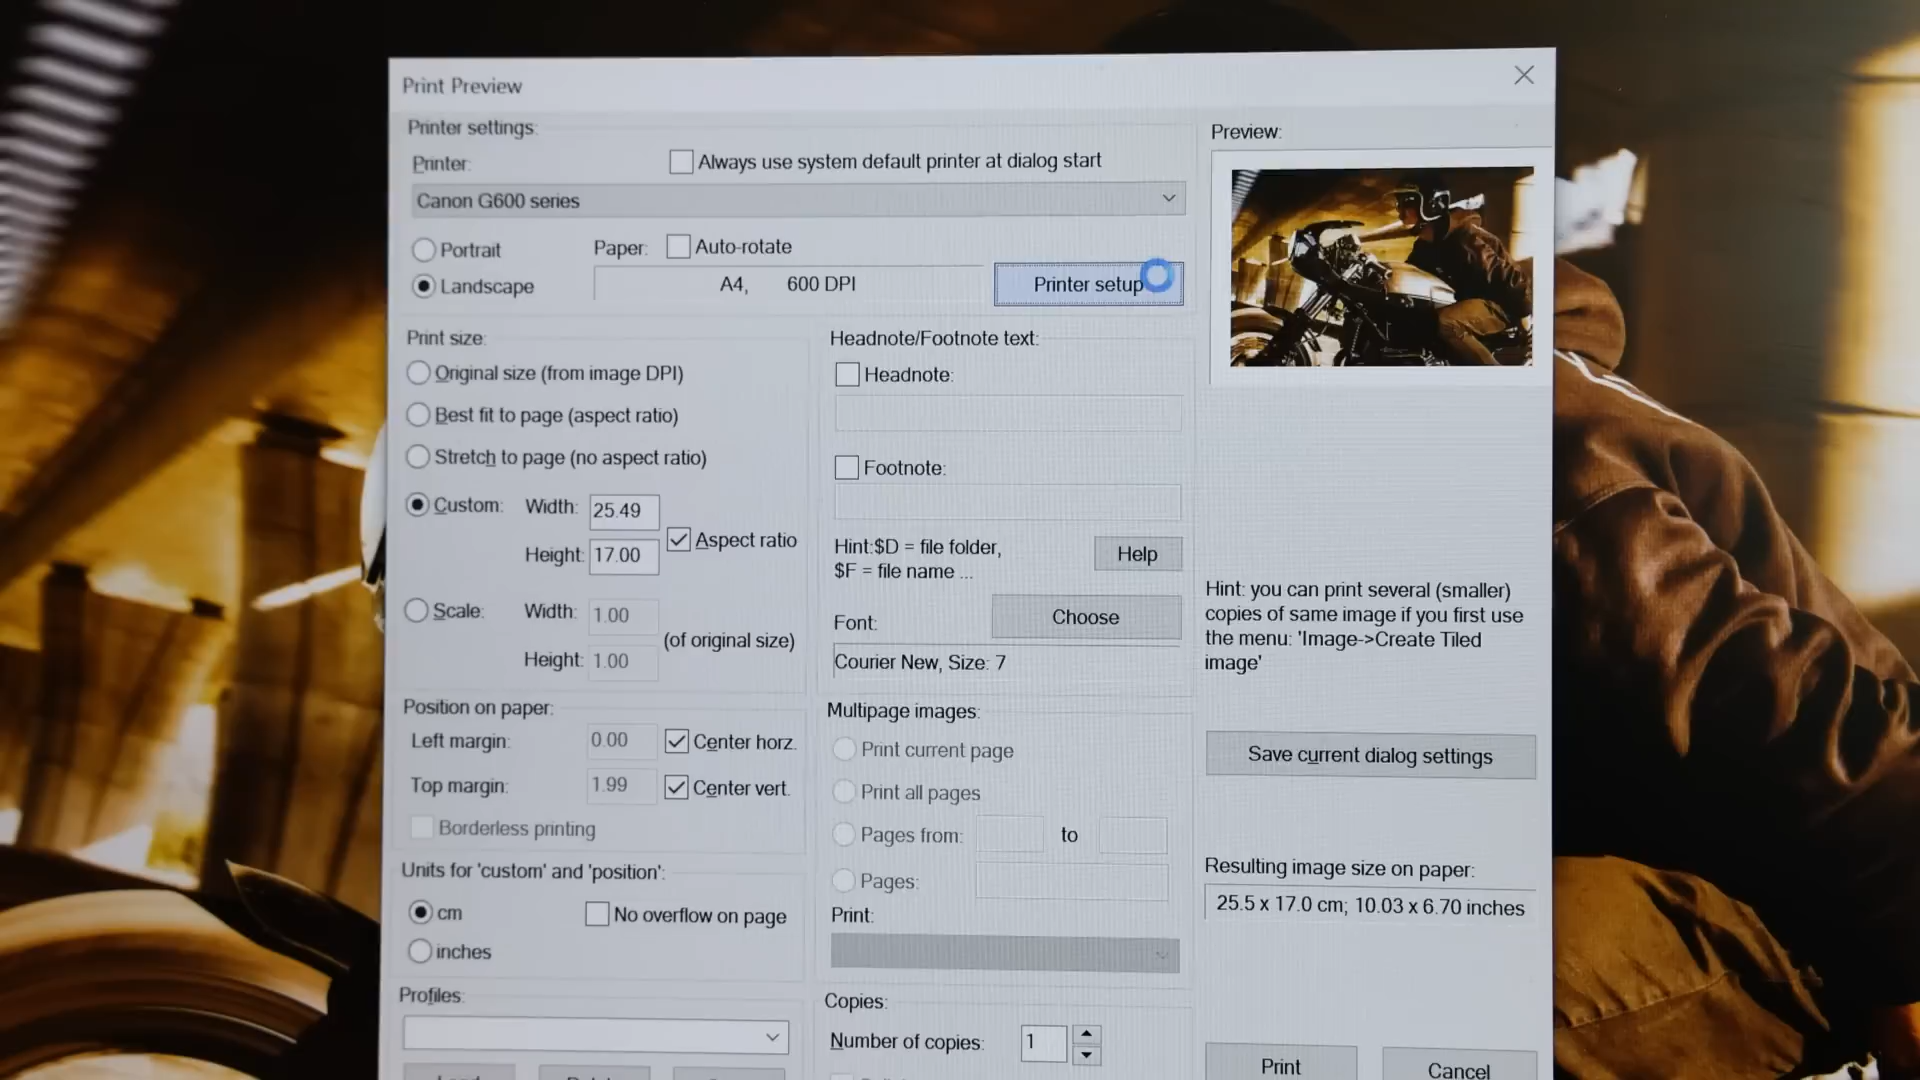 Print Preview
Printer settings:
Printer:
Always use system default printer at dialog start
Canon G600 series
Portrait
Landscape
Paper:
Auto-rotate
A4, 600 DPI
Printer setup
Print size:
Original size (from image DPI)
Best fit to page (aspect ratio)
Stretch to page (no aspect ratio)
Custom: Width: 25.49
Height: 17.00
Aspect ratio
Scale: Width: 1.00
Height: 1.00
(of original size)
Position on paper:
Left margin: 0.00 Center horz.
Top margin: 1.99 Center vert.
Borderless printing
Units for 'custom' and 'position':
cm
No overflow on page
inches
Profiles:
Headnote/Footnote text:
Headnote:
Footnote:
Hint:$D = file folder,
$F = file name ...
Help
Font:
Choose
Courier New, Size: 7
Multipage images:
Print current page
Print all pages
Pages from: to
Pages:
Print:
Copies:
Number of copies: 1
Preview:
Hint: you can print several (smaller)
copies of same image if you first use
the menu: 'Image->Create Tiled
image'
Save current dialog settings
Resulting image size on paper:
25.5 x 17.0 cm; 10.03 x 6.70 inches
Print
Cancel